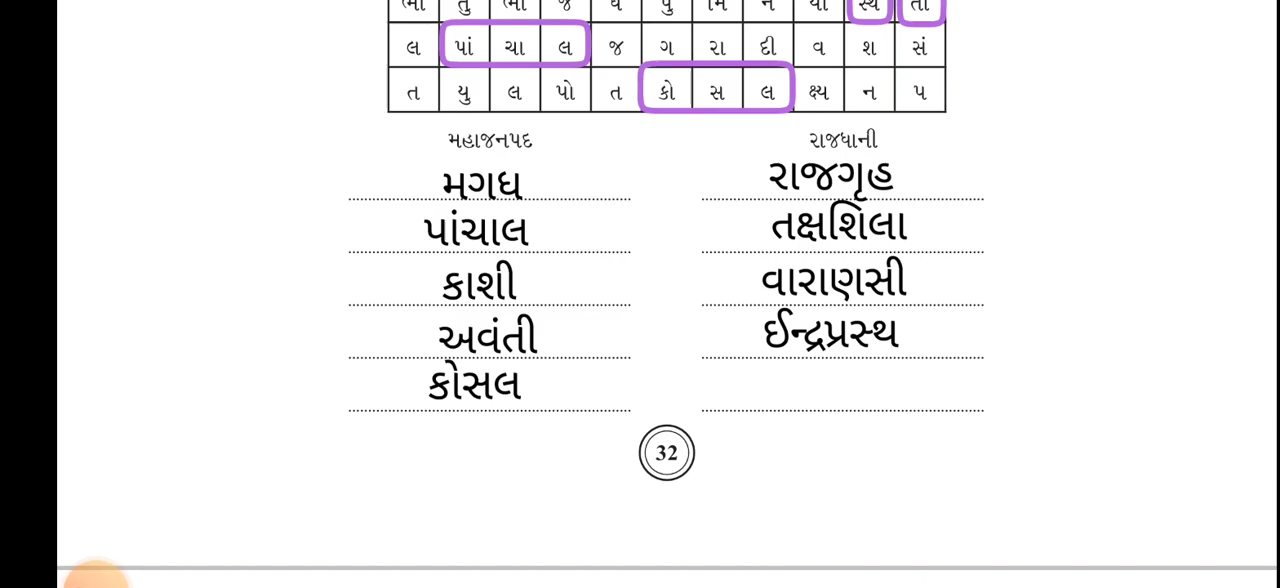 લ પાં ચા લ જ ગ રા દી વ શ સં
ત યુ લ પો ત કો સ લ ક્ષ્ય ન પ
મહાજનપદ રાજધાની
મગધ રાજગૃહ
પાંચાલ તક્ષશિલા
કાશી વારાણસી
અવંતી ઈન્દ્રપ્રસ્થ
કોસલ
32